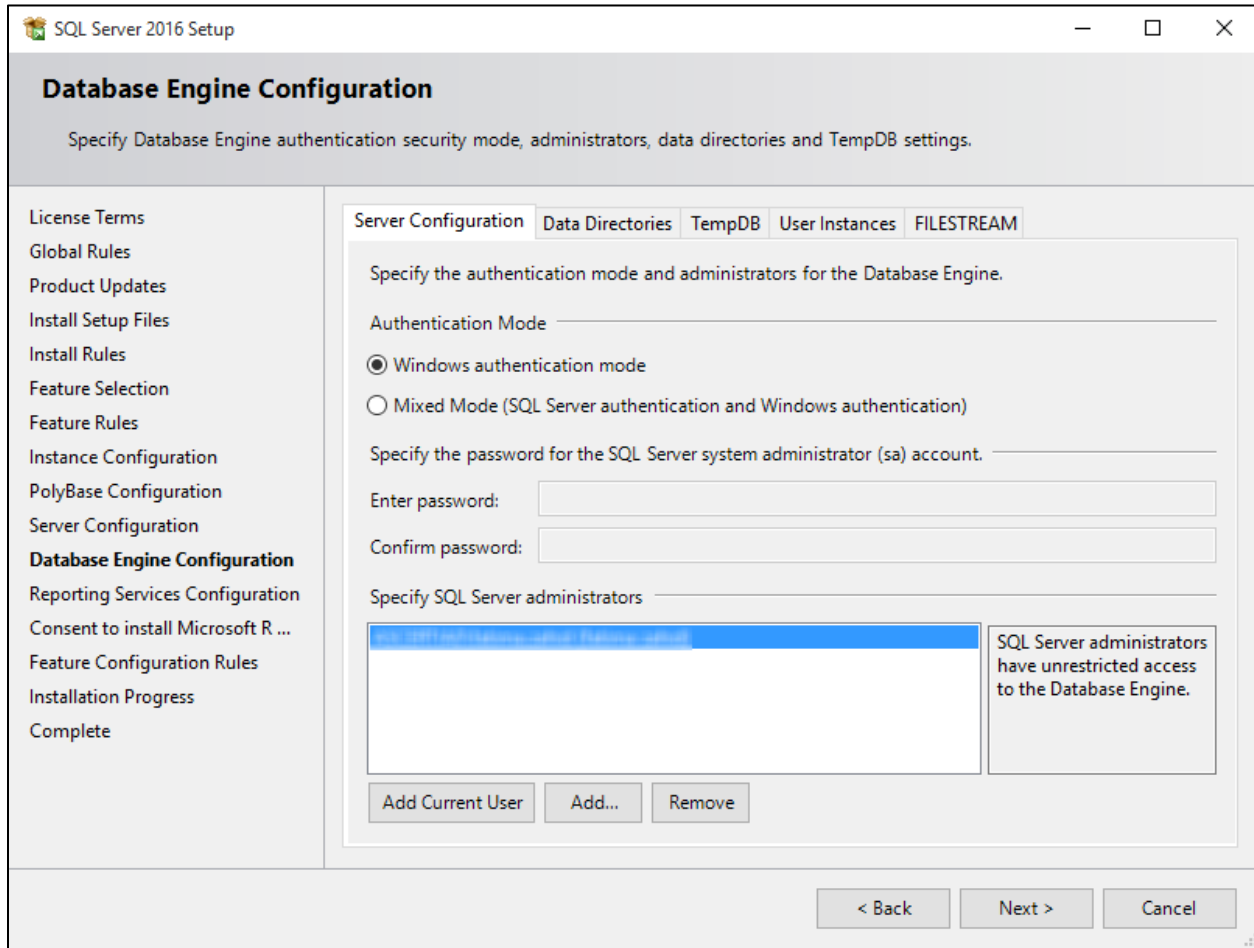 SQL Server 2016 Setup
Database Engine Configuration
Specify Database Engine authentication security mode, administrators, data directories and TempDB settings.
License Terms
Global Rules
Product Updates
Install Setup Files
Install Rules
Feature Selection
Feature Rules
Instance Configuration
PolyBase Configuration
Server Configuration
Database Engine Configuration
Reporting Services Configuration
Consent to install Microsoft R ...
Feature Configuration Rules
Installation Progress
Complete
Server Configuration Data Directories TempDB User Instances FILESTREAM
Specify the authentication mode and administrators for the Database Engine.
Authentication Mode
Windows authentication mode
Mixed Mode (SQL Server authentication and Windows authentication)
Specify the password for the SQL Server system administrator (sa) account.
Enter password:
Confirm password:
Specify SQL Server administrators
SQL Server administrators
have unrestricted access
to the Database Engine.
Add Current User Add... Remove
< Back Next > Cancel